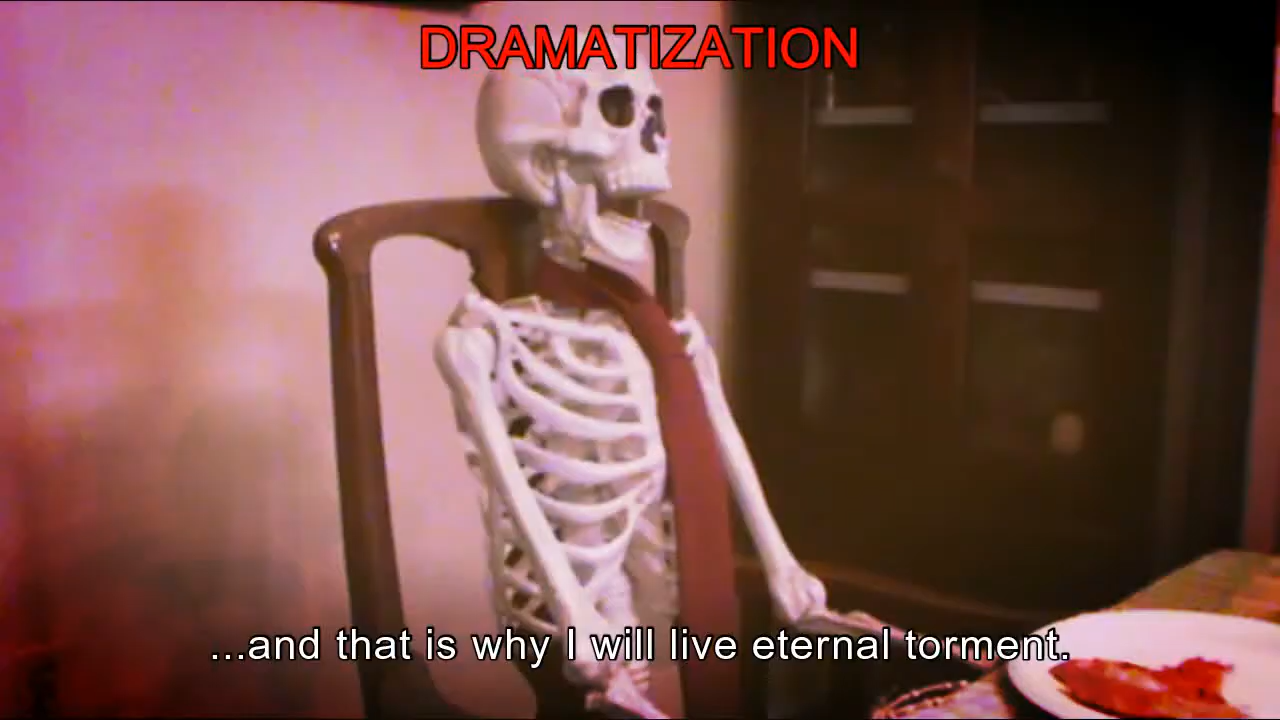 DRAMATIZATION
...and that is why I will live eternal torment.